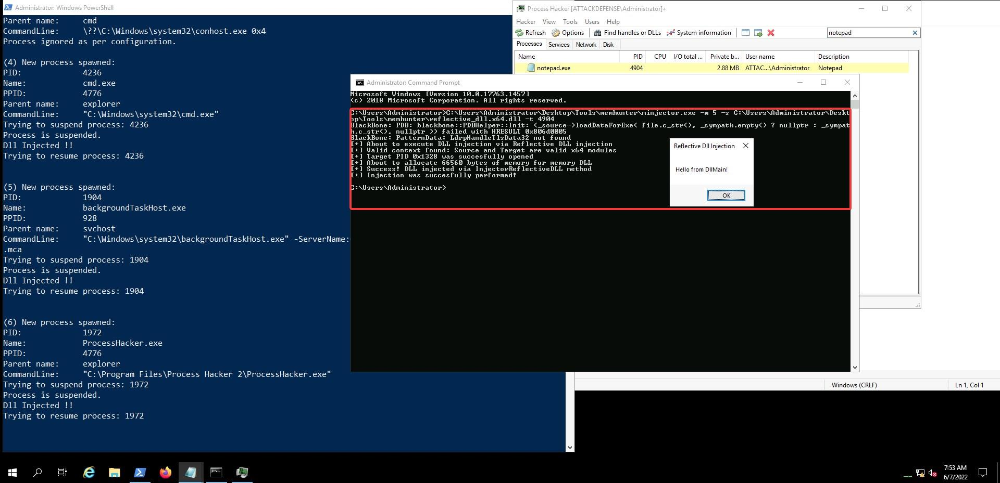 Administrator: Windows PowerShell
Parent name: cmd
CommandLine: \??\C:\Windows\system32\conhost.exe 0x4
Process ignored as per configuration.
(4) New process spawned:
PID: 4236
Name: cmd.exe
PPID: 4776
Parent name: explorer
CommandLine: "C:\Windows\system32\cmd.exe"
Trying to suspend process: 4236
Process is suspended.
Dll Injected !!
Trying to resume process: 4236
(5) New process spawned:
PID: 1904
Name: backgroundTaskHost.exe
PPID: 928
Parent name: svchost
CommandLine: "C:\Windows\system32\backgroundTaskHost.exe" -ServerName:
.mca
Trying to suspend process: 1904
Process is suspended.
Dll Injected !!
Trying to resume process: 1904
(6) New process spawned:
PID: 1972
Name: ProcessHacker.exe
PPID: 4776
Parent name: explorer
CommandLine: "C:\Program Files\Process Hacker 2\ProcessHacker.exe"
Trying to suspend process: 1972
Process is suspended.
Dll Injected !!
Trying to resume process: 1972
Process Hacker [ATTACKDEFENSE\Administrator]+
Hacker View Tools Users Help
Refresh Options Find handles or DLLs System information notepad
Processes Services Network Disk
Name PID CPU I/O total ... Private b... User name Description
notepad.exe 4904 2.88 MB ATTAC...\Administrator Notepad
Administrator: Command Prompt
Microsoft Windows [Version 10.0.17763.1457]
(c) 2018 Microsoft Corporation. All rights reserved.
C:\Users\Administrator>C:\Users\Administrator\Desktop\Tools\memhunter\minjector.exe -m 5 -s C:\Users\Administrator\Deskt
op\Tools\memhunter\reflective_dll.x64.dll -t 4904
BlackBone: PDB: blackbone::PDBHelper::Init: (_source->loadDataForExe( file.c_str(), _sympath.empty() ? nullptr : _sympat
h.c_str(), nullptr )) failed with HRESULT 0x806d0005
BlackBone: PatternData: LdrpHandleTlsData32 not found
[+] About to execute DLL injection via Reflective DLL injection
[+] Valid context found: Source and Target are valid x64 modules
[+] Target PID 0x1328 was succesfully opened
[+] About to allocate 66560 bytes of memory for memory DLL
[+] Success! DLL injected via InjectorReflectiveDLL method
[+] Injection was succesfully performed!
C:\Users\Administrator>
Reflective Dll Injection
Hello from DllMain!
OK
Windows (CRLF) Ln 1, Col 1
7:53 AM
6/7/2022